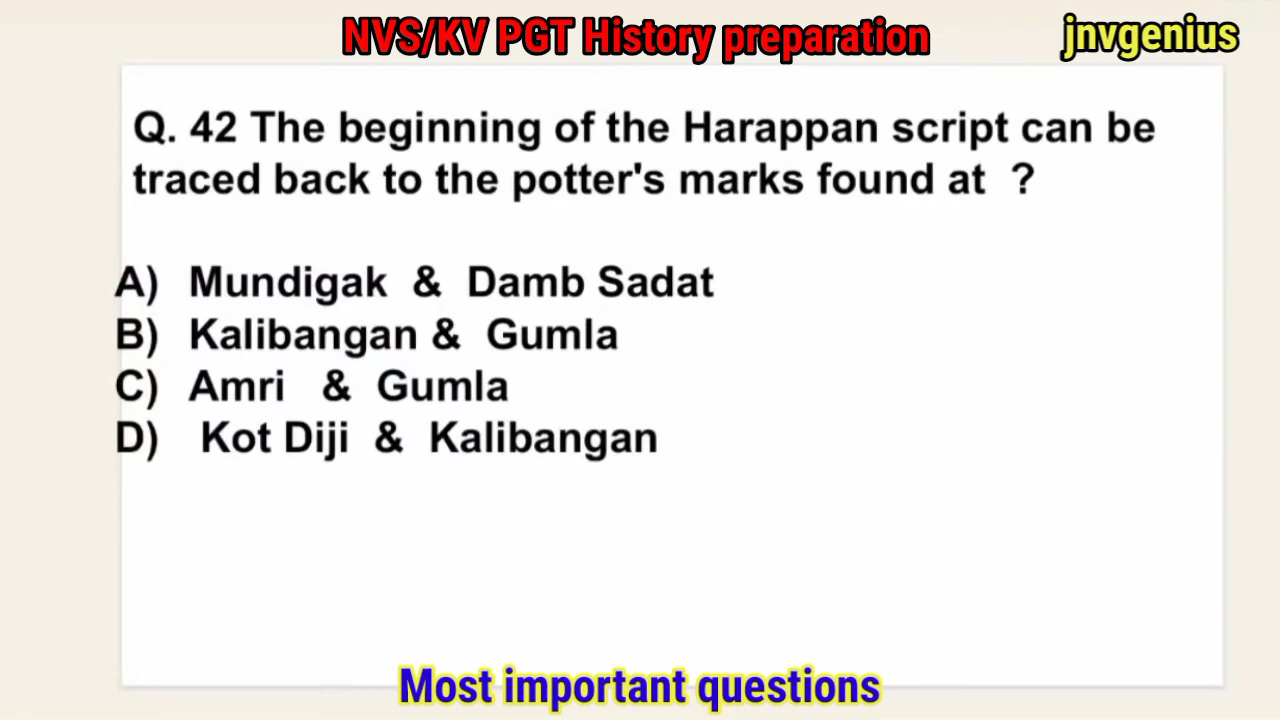 NVS/KV PGT History preparation
jnvgenius
Q. 42 The beginning of the Harappan script can be
traced back to the potter's marks found at ?
A) Mundigak & Damb Sadat
B) Kalibangan & Gumla
C) Amri & Gumla
D) Kot Diji & Kalibangan
Most important questions